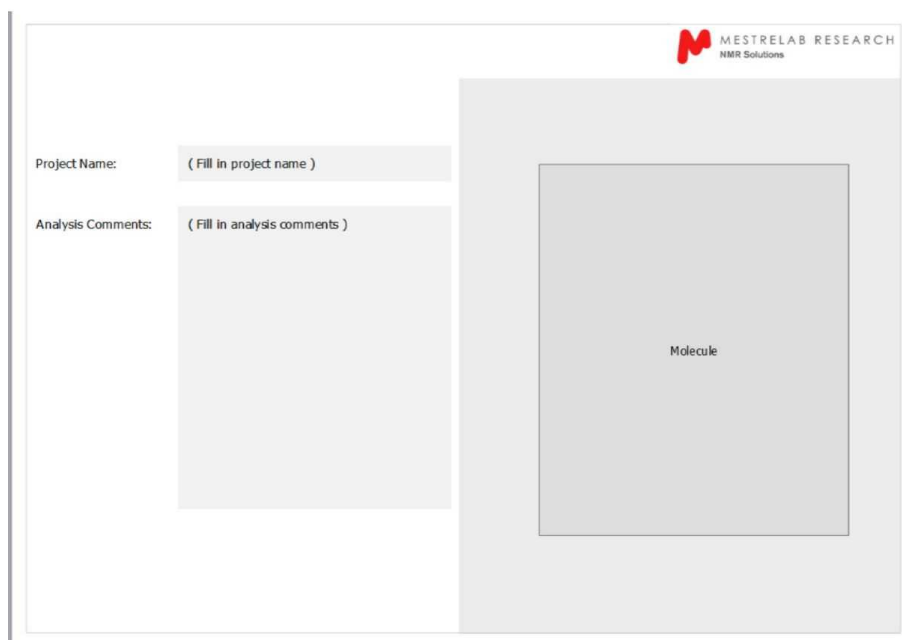 MESTRELAB RESEARCH
NMR Solutions
Project Name:
( Fill in project name )
Analysis Comments:
( Fill in analysis comments )
Molecule